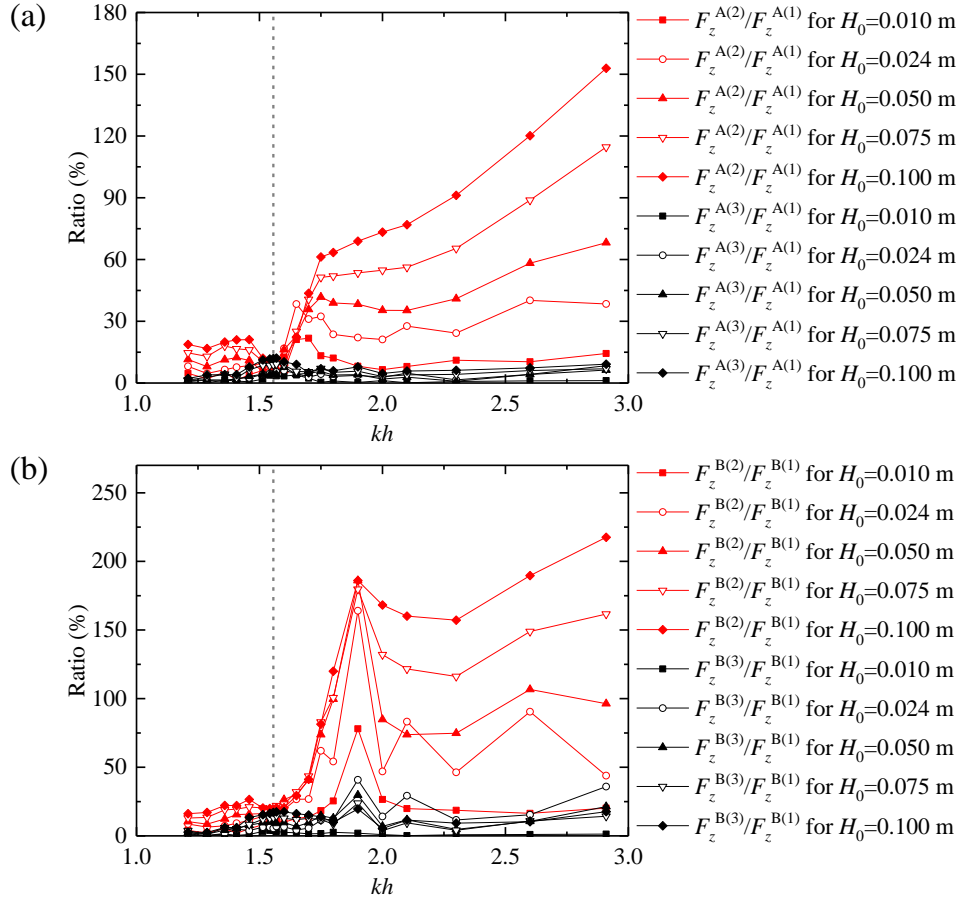 (a)
180
150
120
90
60
30
0
Ratio (%)
1.0 1.5 2.0 2.5 3.0
kh
F_z^A(2)/F_z^A(1) for H_0=0.010 m
F_z^A(2)/F_z^A(1) for H_0=0.024 m
F_z^A(2)/F_z^A(1) for H_0=0.050 m
F_z^A(2)/F_z^A(1) for H_0=0.075 m
F_z^A(2)/F_z^A(1) for H_0=0.100 m
F_z^A(3)/F_z^A(1) for H_0=0.010 m
F_z^A(3)/F_z^A(1) for H_0=0.024 m
F_z^A(3)/F_z^A(1) for H_0=0.050 m
F_z^A(3)/F_z^A(1) for H_0=0.075 m
F_z^A(3)/F_z^A(1) for H_0=0.100 m
(b)
250
200
150
100
50
0
Ratio (%)
1.0 1.5 2.0 2.5 3.0
kh
F_z^B(2)/F_z^B(1) for H_0=0.010 m
F_z^B(2)/F_z^B(1) for H_0=0.024 m
F_z^B(2)/F_z^B(1) for H_0=0.050 m
F_z^B(2)/F_z^B(1) for H_0=0.075 m
F_z^B(2)/F_z^B(1) for H_0=0.100 m
F_z^B(3)/F_z^B(1) for H_0=0.010 m
F_z^B(3)/F_z^B(1) for H_0=0.024 m
F_z^B(3)/F_z^B(1) for H_0=0.050 m
F_z^B(3)/F_z^B(1) for H_0=0.075 m
F_z^B(3)/F_z^B(1) for H_0=0.100 m